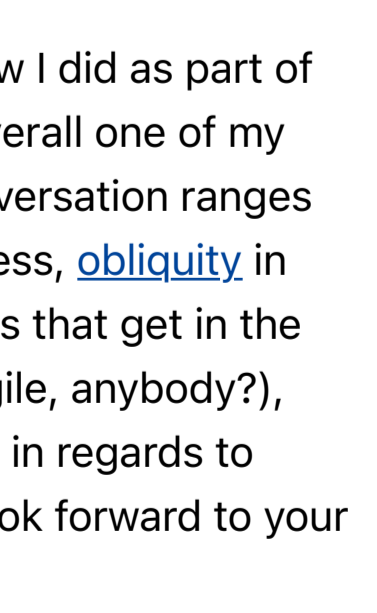 w I did as part of
erall one of my
versation ranges
ess, obliquity in
s that get in the
gile, anybody?),
in regards to
ok forward to your